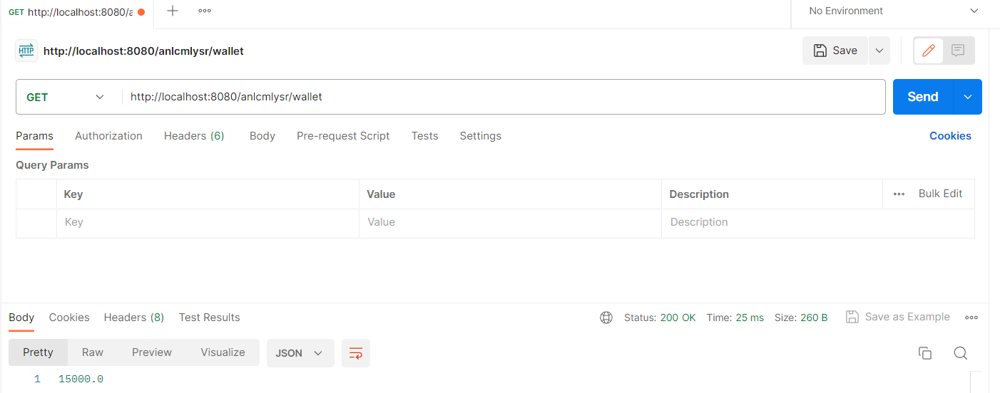 GET http://localhost:8080/a
No Environment
HTTP http://localhost:8080/anlcmlysr/wallet
Save
GET http://localhost:8080/anlcmlysr/wallet Send
Params Authorization Headers (6) Body Pre-request Script Tests Settings Cookies
Query Params
Key Value Description Bulk Edit
Key Value Description
Body Cookies Headers (8) Test Results Status: 200 OK Time: 25 ms Size: 260 B Save as Example
Pretty Raw Preview Visualize JSON
1 15000.0